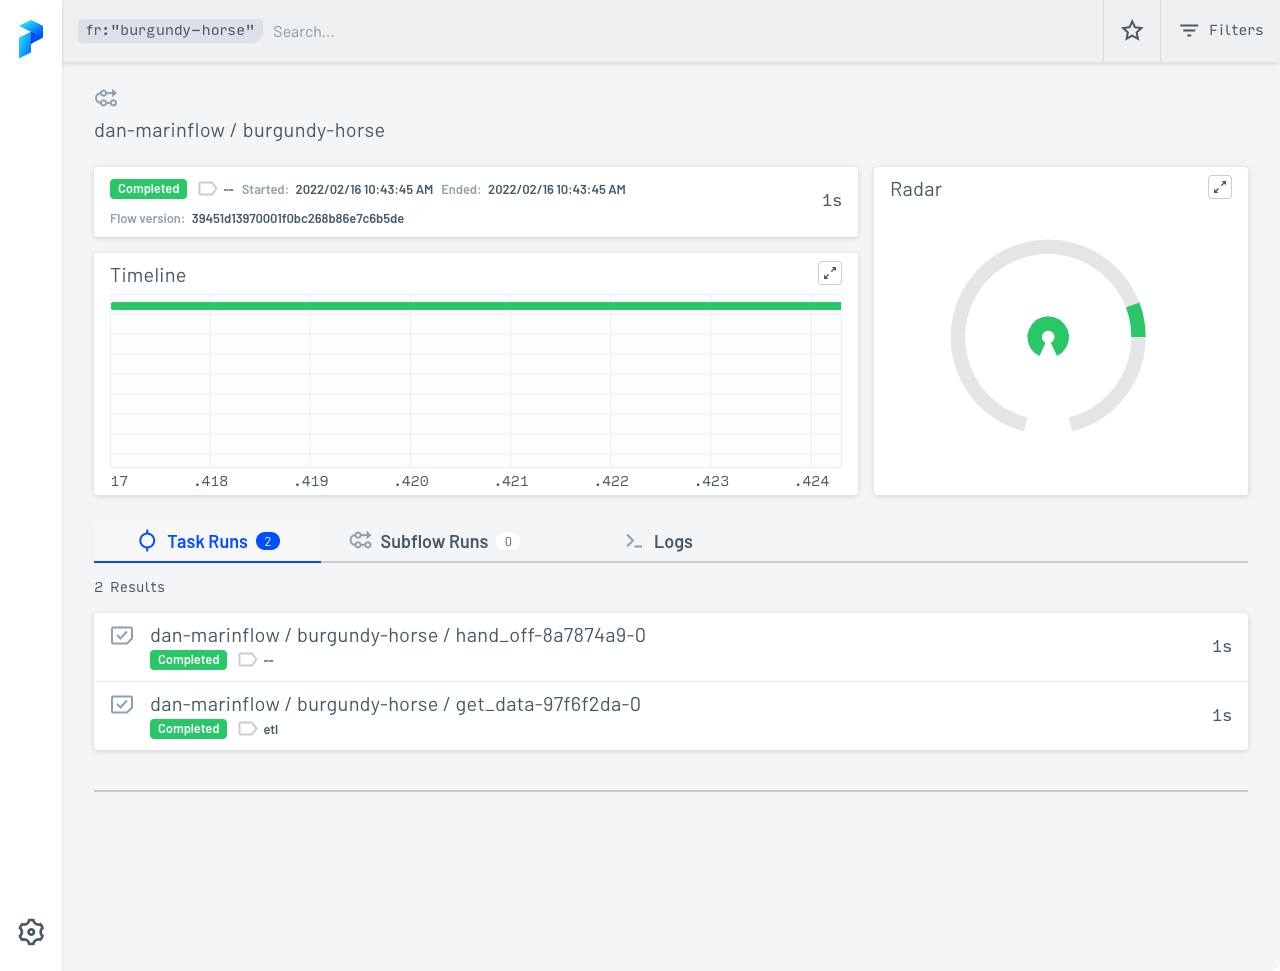 fr:"burgundy-horse" Search... Filters
dan-marinflow / burgundy-horse
Completed -- Started: 2022/02/16 10:43:45 AM Ended: 2022/02/16 10:43:45 AM
Flow version: 39451d13970001f0bc268b86e7c6b5de
1s
Radar
Timeline
17 .418 .419 .420 .421 .422 .423 .424
Task Runs 2 Subflow Runs 0 Logs
2 Results
dan-marinflow / burgundy-horse / hand_off-8a7874a9-0
Completed --
1s
dan-marinflow / burgundy-horse / get_data-97f6f2da-0
Completed etl
1s